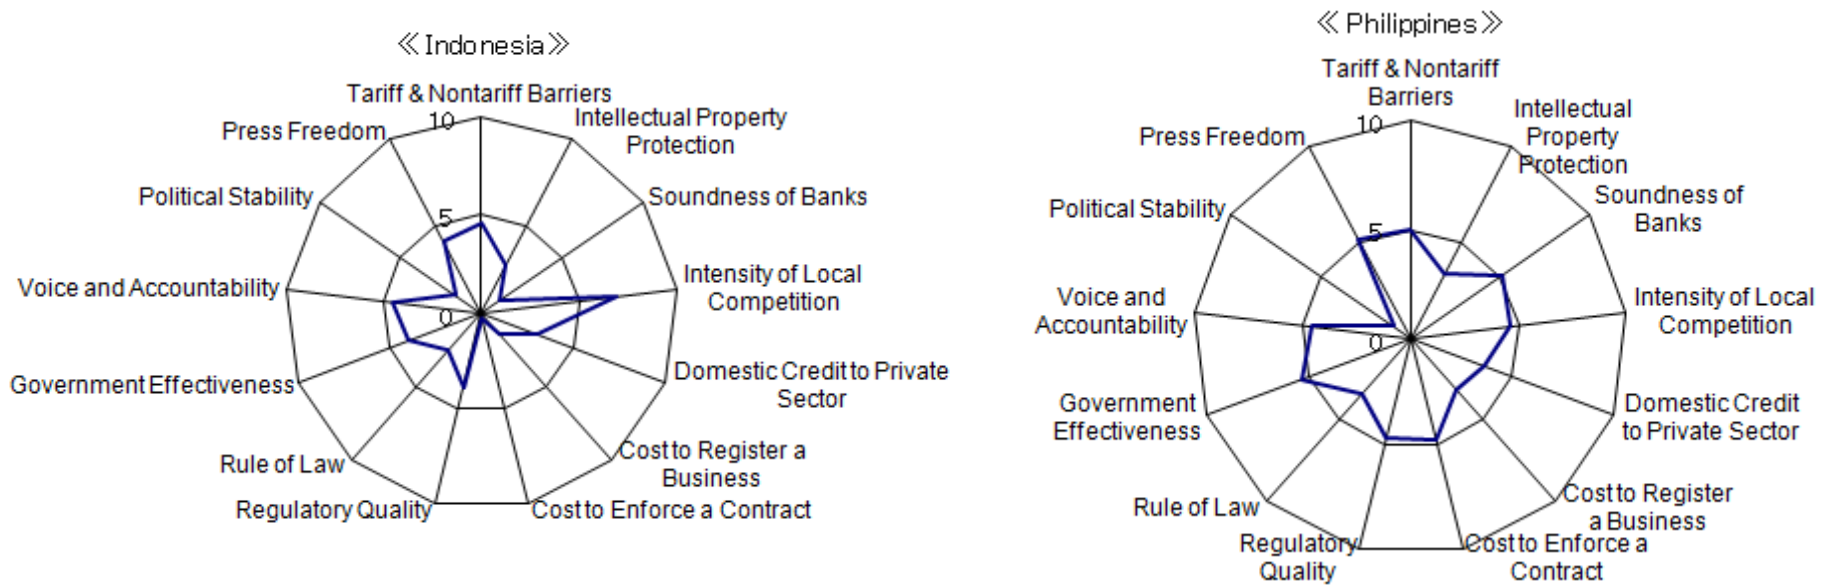 ≪Indonesia≫
Tariff & Nontariff Barriers
Intellectual Property
Protection
Soundness of Banks
Intensity of Local
Competition
Domestic Credit to Private
Sector
Cost to Register a
Business
Cost to Enforce a Contract
Regulatory Quality
Rule of Law
Government Effectiveness
Voice and Accountability
Political Stability
Press Freedom
10
5
0
≪Philippines≫
Tariff & Nontariff
Barriers
Intellectual
Property
Protection
Soundness of
Banks
Intensity of Local
Competition
Domestic Credit
to Private Sector
Cost to Register
a Business
Cost to Enforce a
Contract
Regulatory
Quality
Rule of Law
Government
Effectiveness
Voice and
Accountability
Political Stability
Press Freedom
10
5
0